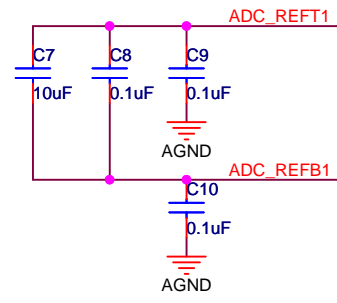 ADC_REFT1
C7 C8 C9
10uF 0.1uF 0.1uF
AGND
ADC_REFB1
C10
0.1uF
AGND